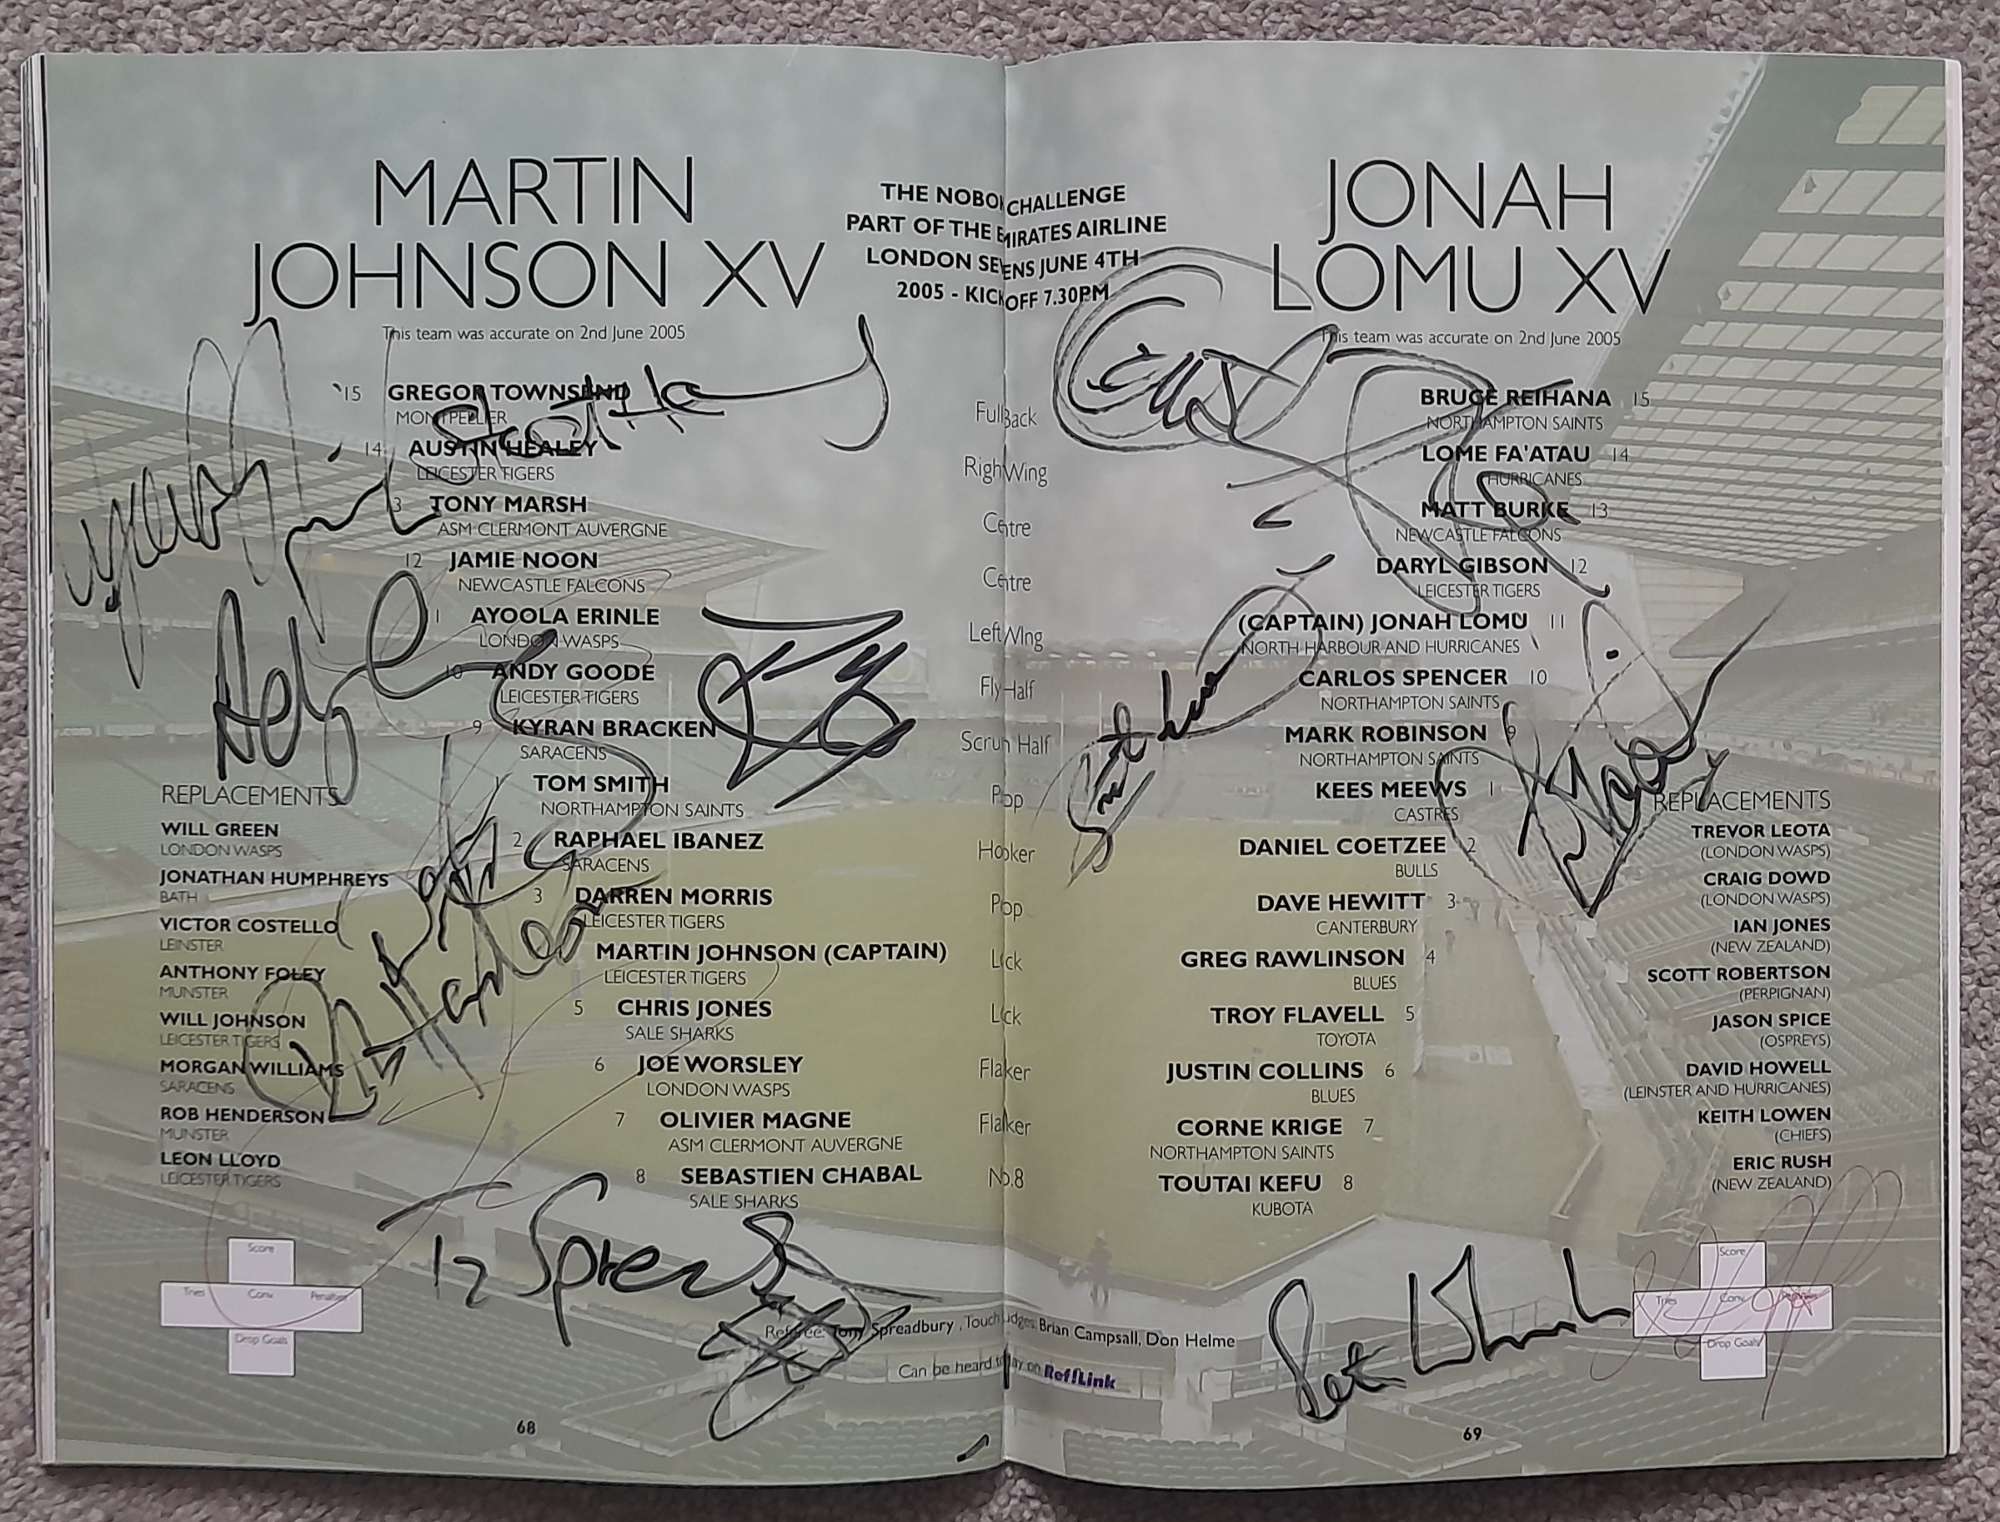 MARTIN
JOHNSON XV
This team was accurate on 2nd June 2005
THE NOBOK CHALLENGE
PART OF THE EMIRATES AIRLINE
LONDON SEVENS JUNE 4TH
2005 - KICK OFF 7.30PM
JONAH
LOMU XV
This team was accurate on 2nd June 2005
15 GREGOR TOWNSEND
MONTPELLIER
14 AUSTIN HEALEY
LEICESTER TIGERS
3 TONY MARSH
ASM CLERMONT AUVERGNE
12 JAMIE NOON
NEWCASTLE FALCONS
1 AYOOLA ERINLE
LONDON WASPS
10 ANDY GOODE
LEICESTER TIGERS
9 KYRAN BRACKEN
SARACENS
1 TOM SMITH
NORTHAMPTON SAINTS
2 RAPHAEL IBANEZ
SARACENS
3 DARREN MORRIS
LEICESTER TIGERS
MARTIN JOHNSON (CAPTAIN)
LEICESTER TIGERS
5 CHRIS JONES
SALE SHARKS
6 JOE WORSLEY
LONDON WASPS
7 OLIVIER MAGNE
ASM CLERMONT AUVERGNE
8 SEBASTIEN CHABAL
SALE SHARKS
REPLACEMENTS
WILL GREEN
LONDON WASPS
JONATHAN HUMPHREYS
BATH
VICTOR COSTELLO
LEINSTER
ANTHONY FOLEY
MUNSTER
WILL JOHNSON
LEICESTER TIGERS
MORGAN WILLIAMS
SARACENS
ROB HENDERSON
MUNSTER
LEON LLOYD
LEICESTER TIGERS
Score
Tries Conv Penalties
Drop Goals
Full Back
Right Wing
Centre
Centre
Left WIng
Fly Half
Scrum Half
Pop
Hooker
Pop
Lock
Lock
Flanker
Flanker
No.8
BRUCE REIHANA 15
NORTHAMPTON SAINTS
LOME FA'ATAU 14
HURRICANES
MATT BURKE 13
NEWCASTLE FALCONS
DARYL GIBSON 12
LEICESTER TIGERS
(CAPTAIN) JONAH LOMU 11
NORTH HARBOUR AND HURRICANES
CARLOS SPENCER 10
NORTHAMPTON SAINTS
MARK ROBINSON 9
NORTHAMPTON SAINTS
KEES MEEWS 1
CASTRES
DANIEL COETZEE 2
BULLS
DAVE HEWITT 3
CANTERBURY
GREG RAWLINSON 4
BLUES
TROY FLAVELL 5
TOYOTA
JUSTIN COLLINS 6
BLUES
CORNE KRIGE 7
NORTHAMPTON SAINTS
TOUTAI KEFU 8
KUBOTA
REPLACEMENTS
TREVOR LEOTA
(LONDON WASPS)
CRAIG DOWD
(LONDON WASPS)
IAN JONES
(NEW ZEALAND)
SCOTT ROBERTSON
(PERPIGNAN)
JASON SPICE
(OSPREYS)
DAVID HOWELL
(LEINSTER AND HURRICANES)
KEITH LOWEN
(CHIEFS)
ERIC RUSH
(NEW ZEALAND)
Score
Tries Conv Penalties
Drop Goals
Referee: Tony Spreadbury, Touch Judges: Brian Campsall, Don Helme
Can be heard today on Ref!Link
68
69